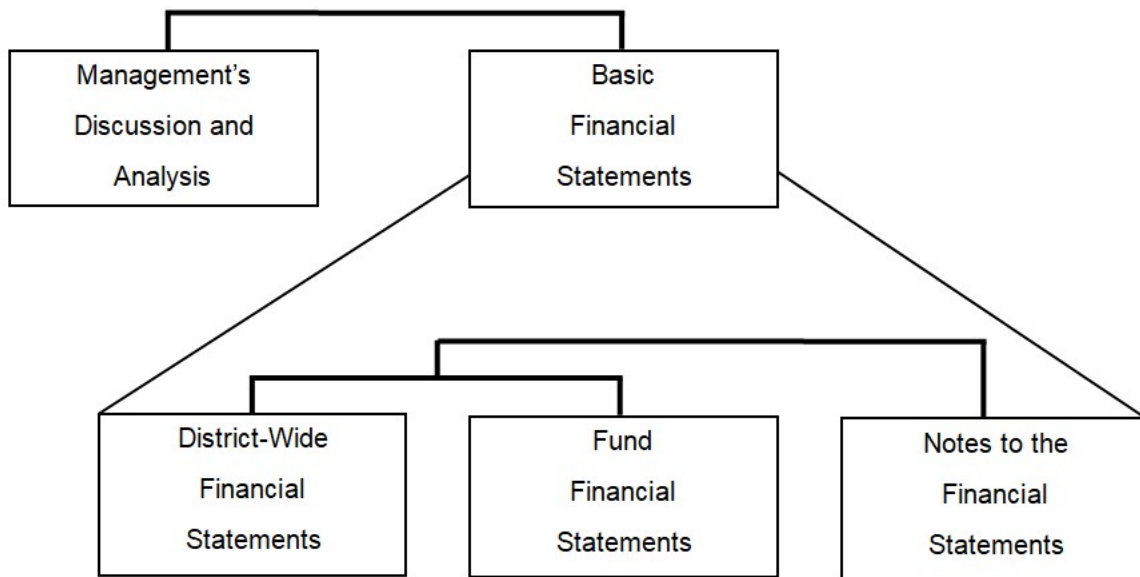 Management's
Discussion and
Analysis
Basic
Financial
Statements
District-Wide
Financial
Statements
Fund
Financial
Statements
Notes to the
Financial
Statements